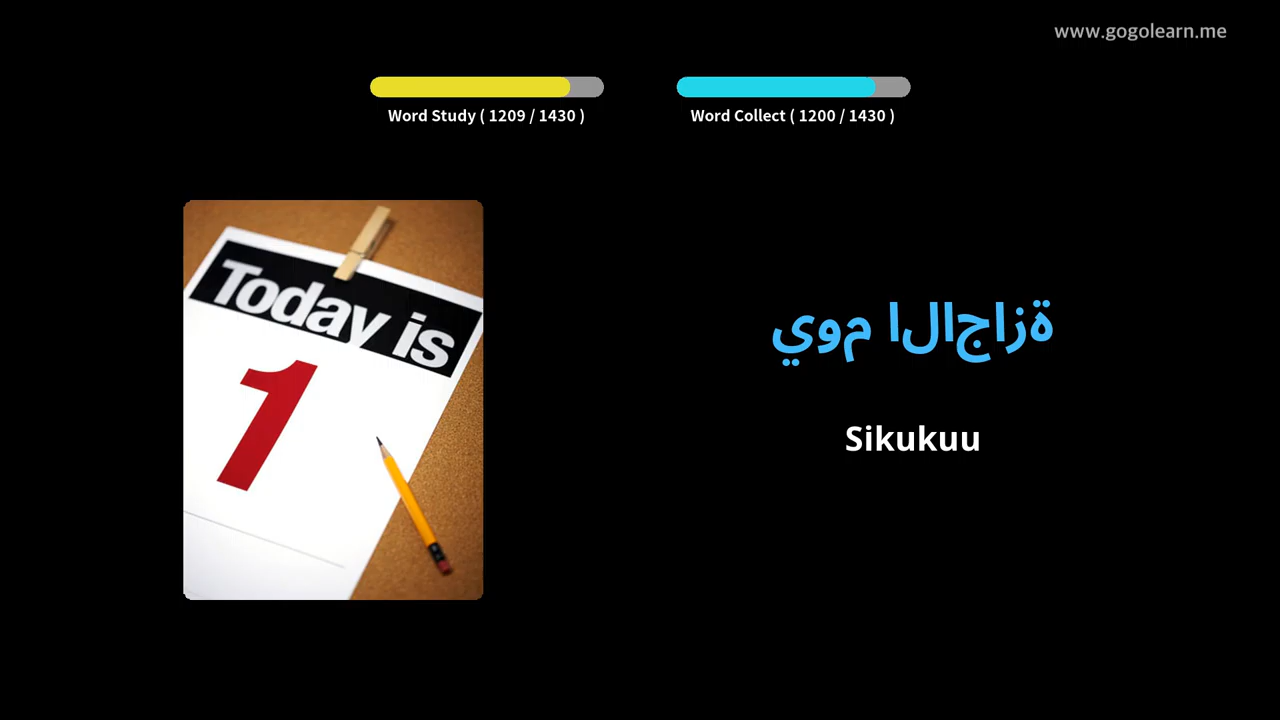 www.gogolearn.me
Word Study ( 1209 / 1430 )
Word Collect ( 1200 / 1430 )
Today is
1
يوم الاجازة
Sikukuu